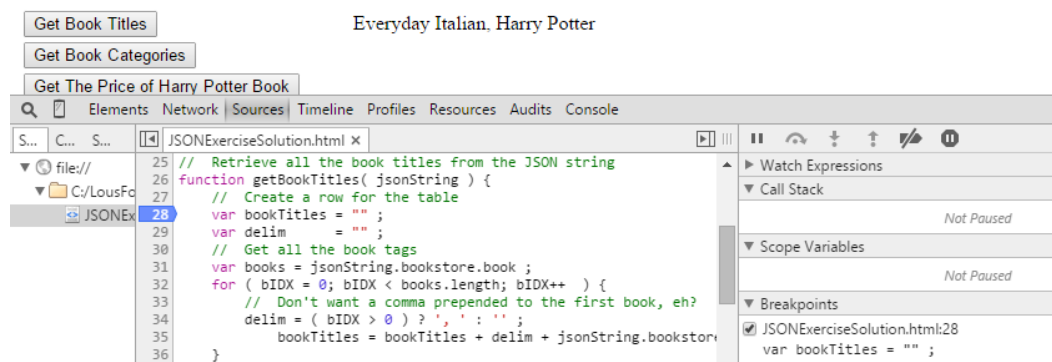 Get Book Titles
Everyday Italian, Harry Potter
Get Book Categories
Get The Price of Harry Potter Book
Elements Network Sources Timeline Profiles Resources Audits Console
S... C... S...
JSONExerciseSolution.html ×
file://
C:/LousFo
JSONEx
25 // Retrieve all the book titles from the JSON string
26 function getBookTitles( jsonString ) {
27 // Create a row for the table
28 var bookTitles = "" ;
29 var delim = "" ;
30 // Get all the book tags
31 var books = jsonString.bookstore.book ;
32 for ( bIDX = 0; bIDX < books.length; bIDX++ ) {
33 // Don't want a comma prepended to the first book, eh?
34 delim = ( bIDX > 0 ) ? ', ' : '' ;
35 bookTitles = bookTitles + delim + jsonString.bookstore
36 }
Watch Expressions
Call Stack
Not Paused
Scope Variables
Not Paused
Breakpoints
JSONExerciseSolution.html:28
var bookTitles = "" ;